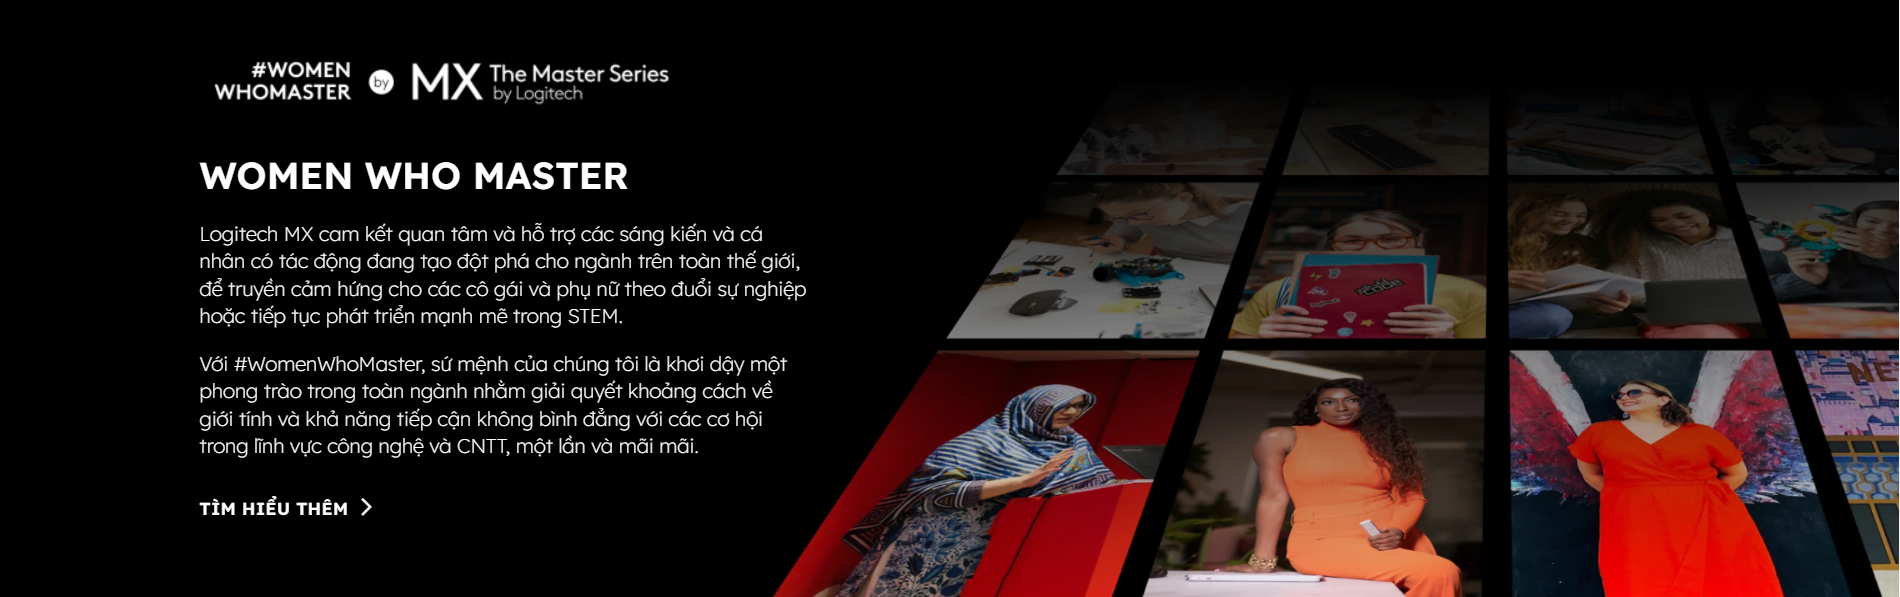 #WOMEN
WHOMASTER
by
MX The Master Series
by Logitech
WOMEN WHO MASTER
Logitech MX cam kết quan tâm và hỗ trợ các sáng kiến và cá
nhân có tác động đang tạo đột phá cho ngành trên toàn thế giới,
để truyền cảm hứng cho các cô gái và phụ nữ theo đuổi sự nghiệp
hoặc tiếp tục phát triển mạnh mẽ trong STEM.
Với #WomenWhoMaster, sứ mệnh của chúng tôi là khơi dậy một
phong trào trong toàn ngành nhằm giải quyết khoảng cách về
giới tính và khả năng tiếp cận không bình đẳng với các cơ hội
trong lĩnh vực công nghệ và CNTT, một lần và mãi mãi.
TÌM HIỂU THÊM
code
NE